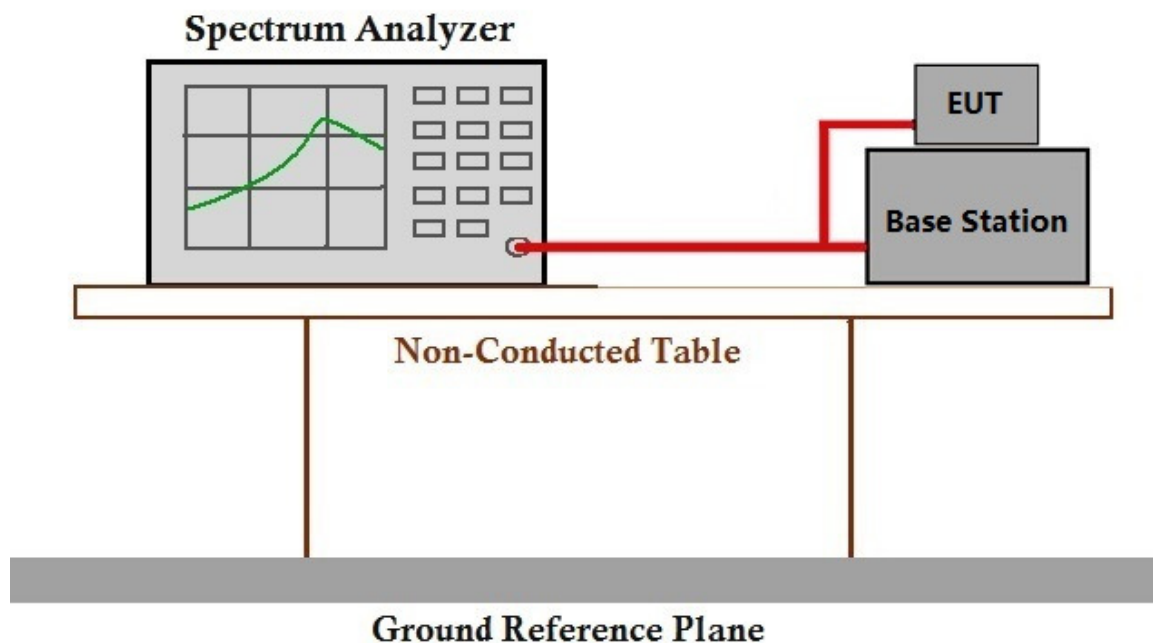 Spectrum Analyzer
EUT
Base Station
Non-Conducted Table
Ground Reference Plane